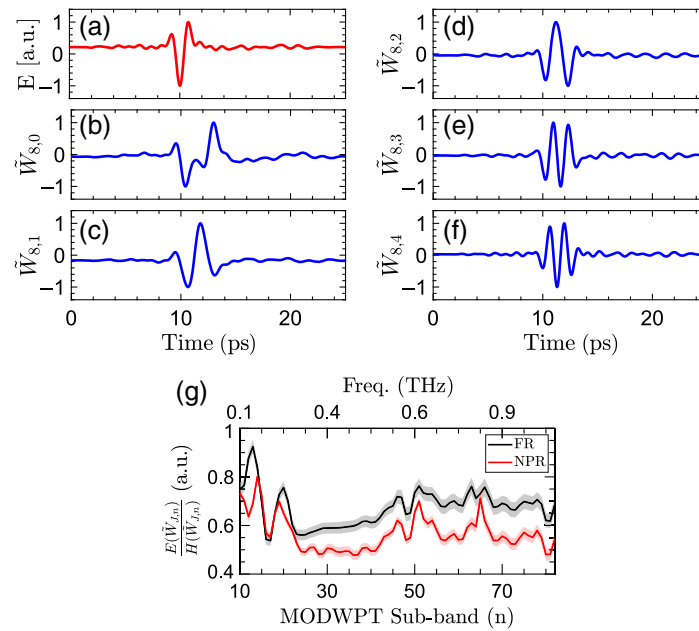 (a)
E [a.u.]
1
0
−1
(b)
W̃8,0
1
0
−1
(c)
W̃8,1
1
0
−1
0
10
20
Time (ps)
(d)
W̃8,2
1
0
−1
(e)
W̃8,3
1
0
−1
(f)
W̃8,4
1
0
−1
0
10
20
Time (ps)
(g)
Freq. (THz)
0.1
0.4
0.6
0.9
E(W̃J,n)
H(W̃J,n)
(a.u.)
1
0.8
0.6
0.4
FR
NPR
10
30
50
70
MODWPT Sub-band (n)